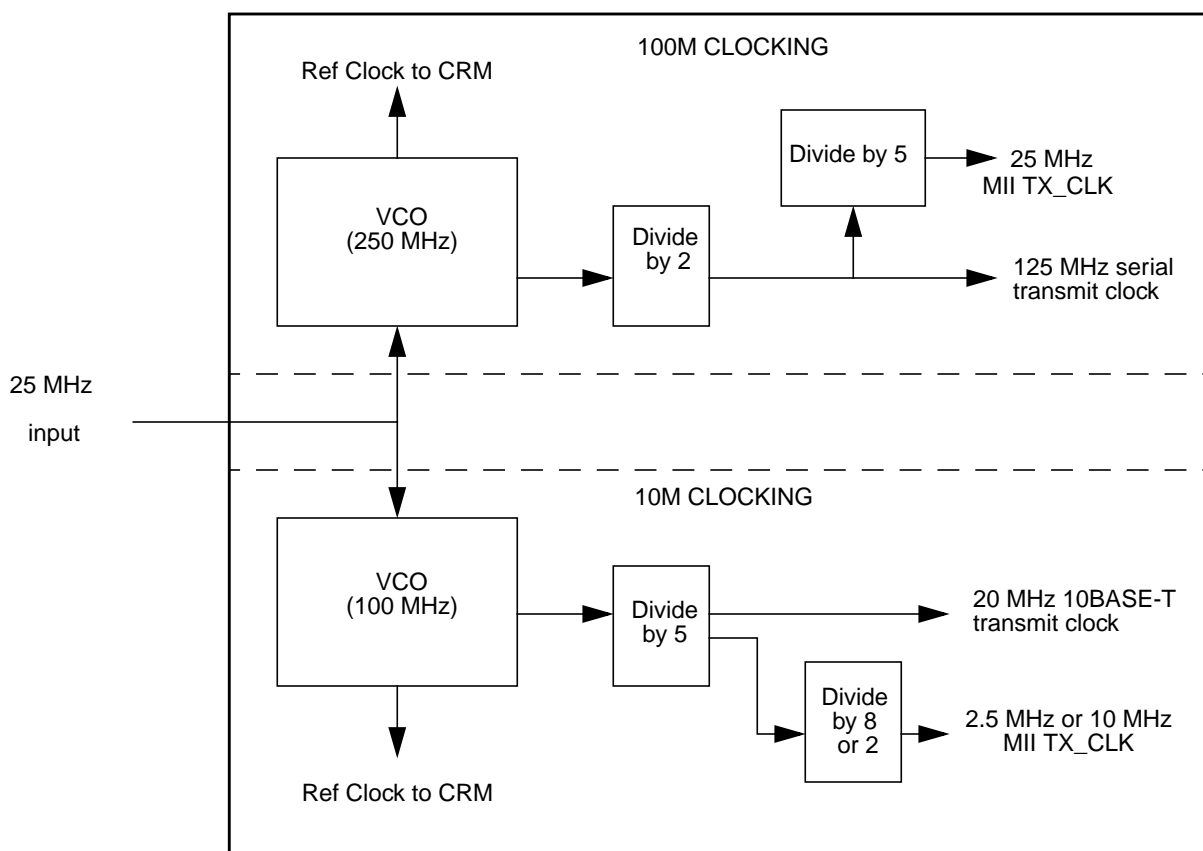 100M CLOCKING
Ref Clock to CRM
Divide by 5
25 MHz
MII TX_CLK
VCO
(250 MHz)
Divide
by 2
125 MHz serial
transmit clock
25 MHz
input
10M CLOCKING
VCO
(100 MHz)
Divide
by 5
20 MHz 10BASE-T
transmit clock
Divide
by 8
or 2
2.5 MHz or 10 MHz
MII TX_CLK
Ref Clock to CRM